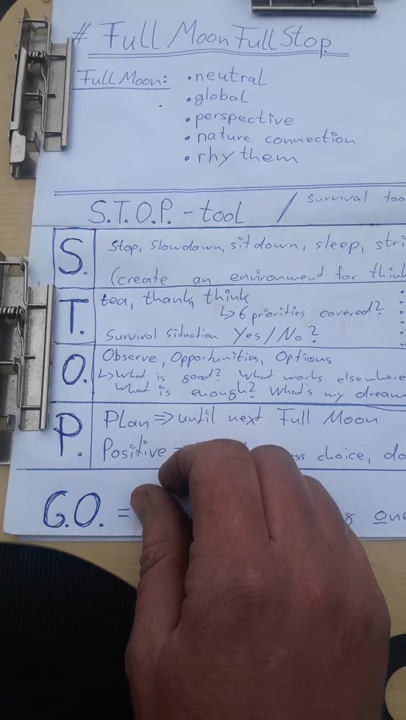 # Full Moon Full Stop
Full Moon: • neutral
• global
• perspective
• nature connection
• rhythem
S.T.O.P. - tool / survival
S. Stop, Slowdown, sit down, sleep,
(create an environment for
T. tea, thank, think
↳ 6 priorities covered?
Survival situation Yes/No?
O. Observe, Opportunities, Options
↳ What is good? What works elsewhere
What is enough? What's my dream
P. PLan ⇒ until next Full Moon
Positive choice,
G.O. =